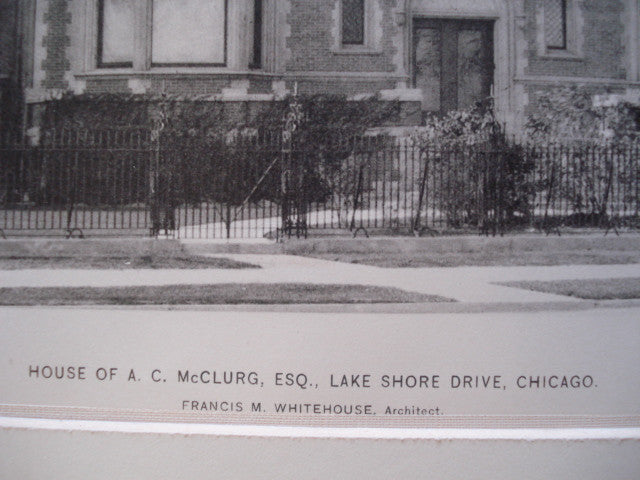 HOUSE OF A. C. McCLURG, ESQ., LAKE SHORE DRIVE, CHICAGO.
FRANCIS M. WHITEHOUSE, Architect.